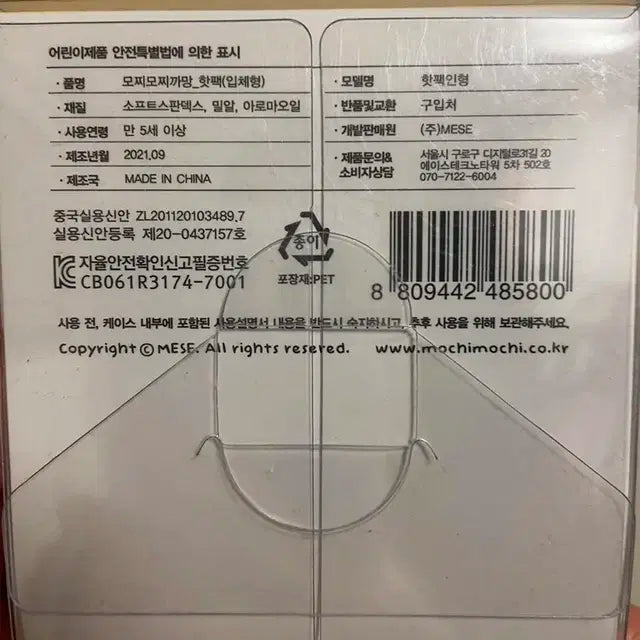 어린이제품 안전특별법에 의한 표시
· 품명 모찌모찌까망_핫팩(입체형)
· 재질 소프트스판덱스, 밀알, 아로마오일
· 사용연령 만 5세 이상
· 제조년월 2021.09
· 제조국 MADE IN CHINA
· 모델명 핫팩인형
· 반품및교환 구입처
· 개발판매원 (주)MESE
· 제품문의& 소비자상담 서울시 구로구 디지털로31길 20
에이스테크노타워 5차 502호
070-7122-6004
중국실용신안 ZL201120103489.7
실용신안등록 제20-0437157호
자율안전확인신고필증번호
CB061R3174-7001
종이
포장재:PET
8 809442 485800
사용 전, 케이스 내부에 포함된 사용설명서 내용을 반드시 숙지하시고, 추후 사용을 위해 보관해주세요.
Copyright © MESE. All rights resered. www.mochimochi.co.kr